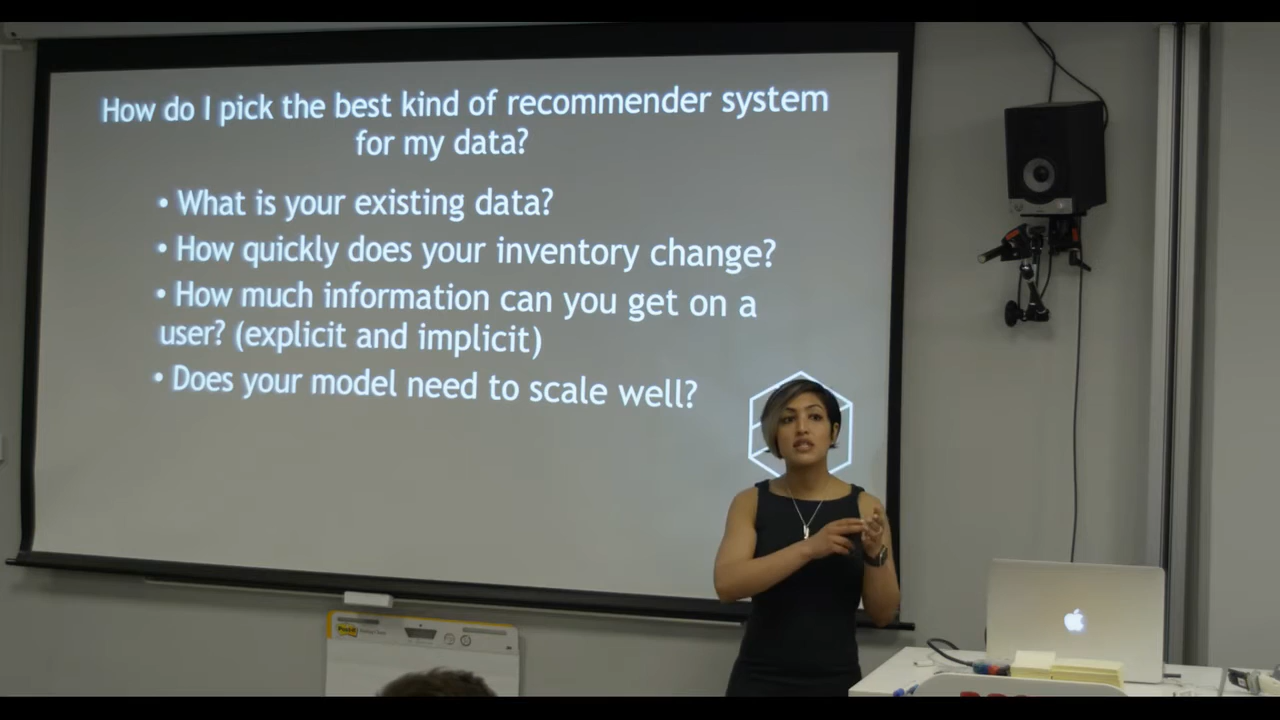 How do I pick the best kind of recommender system
for my data?
• What is your existing data?
• How quickly does your inventory change?
• How much information can you get on a
user? (explicit and implicit)
• Does your model need to scale well?
Post-it